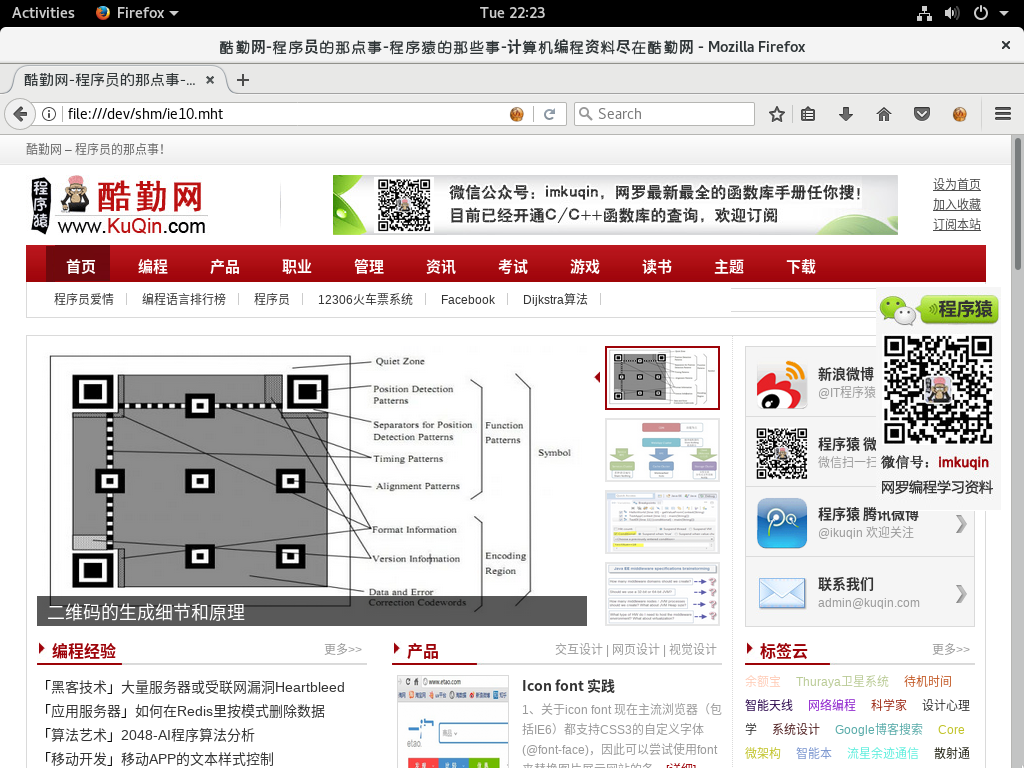 Activities Firefox Tue 22:23
酷勤网-程序员的那点事-程序猿的那些事-计算机编程资料尽在酷勤网 - Mozilla Firefox
酷勤网-程序员的那点事-...
file:///dev/shm/ie10.mht Search
酷勤网 – 程序员的那点事!
程序猿 酷勤网
www.KuQin.com
微信公众号：imkuqin，网罗最新最全的函数库手册任你搜！
目前已经开通C/C++函数库的查询，欢迎订阅
设为首页
加入收藏
订阅本站
首页 编程 产品 职业 管理 资讯 考试 游戏 读书 主题 下载
程序员爱情 编程语言排行榜 程序员 12306火车票系统 Facebook Dijkstra算法
程序猿
微信号：imkuqin
网罗编程学习资料
Quiet Zone
Position Detection
Patterns
Separators for Position
Detection Patterns
Timing Patterns
Alignment Patterns
Format Information
Version Information
Data and Error
Correction Codewords
Function
Patterns
Encoding
Region
Symbol
二维码的生成细节和原理
Java EE middleware specifications brainstorming
新浪微博
@IT程序猿
程序猿 微
微信扫一扫
程序猿 腾讯微博
@ikuqin 欢迎关注
联系我们
admin@kuqin.com
编程经验 更多>>
「黑客技术」大量服务器或受联网漏洞Heartbleed
「应用服务器」如何在Redis里按模式删除数据
「算法艺术」2048-AI程序算法分析
「移动开发」移动APP的文本样式控制
产品 交互设计 | 网页设计 | 视觉设计
www.etao.com
Icon font 实践
1、关于icon font 现在主流浏览器（包
括IE6）都支持CSS3的自定义字体
(@font-face)，因此可以尝试使用font
来替换图片展示网站的各...[详细]
标签云 更多>>
余额宝 Thuraya卫星系统 待机时间
智能天线 网络编程 科学家 设计心理
学 系统设计 Google博客搜索 Core
微架构 智能本 流星余迹通信 散射通